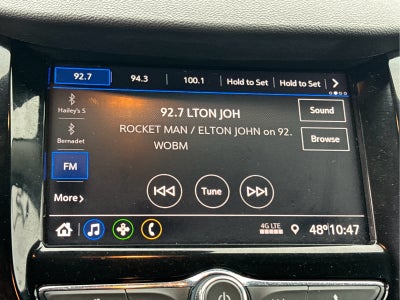 92.7 94.3 100.1 Hold to Set Hold to Set
Hailey's S
92.7 LTON JOH
Sound
ROCKET MAN / ELTON JOHN on 92.
Bernadet
WOBM
Browse
FM
Tune
More
4G LTE
48° 10:47